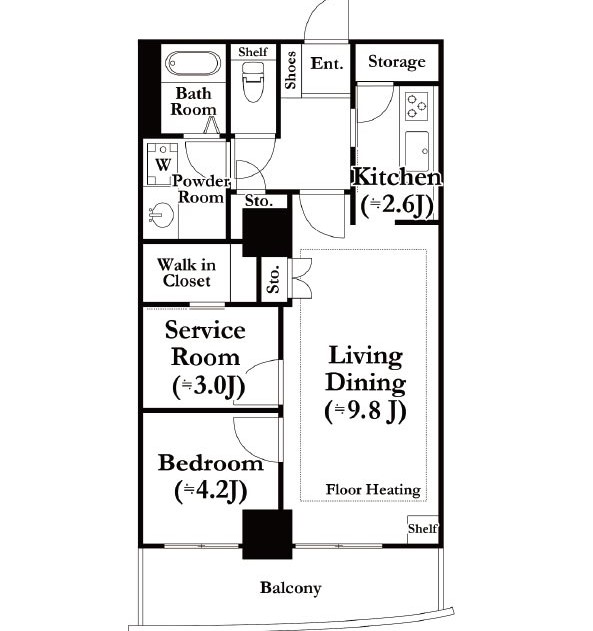 Shelf
Shoes
Ent.
Storage
Bath
Room
W
Powder
Room
Kitchen
(≒2.6J)
Sto.
Walk in
Closet
Sto.
Service
Room
(≒3.0J)
Living
Dining
(≒9.8 J)
Bedroom
(≒4.2J)
Floor Heating
Shelf
Balcony